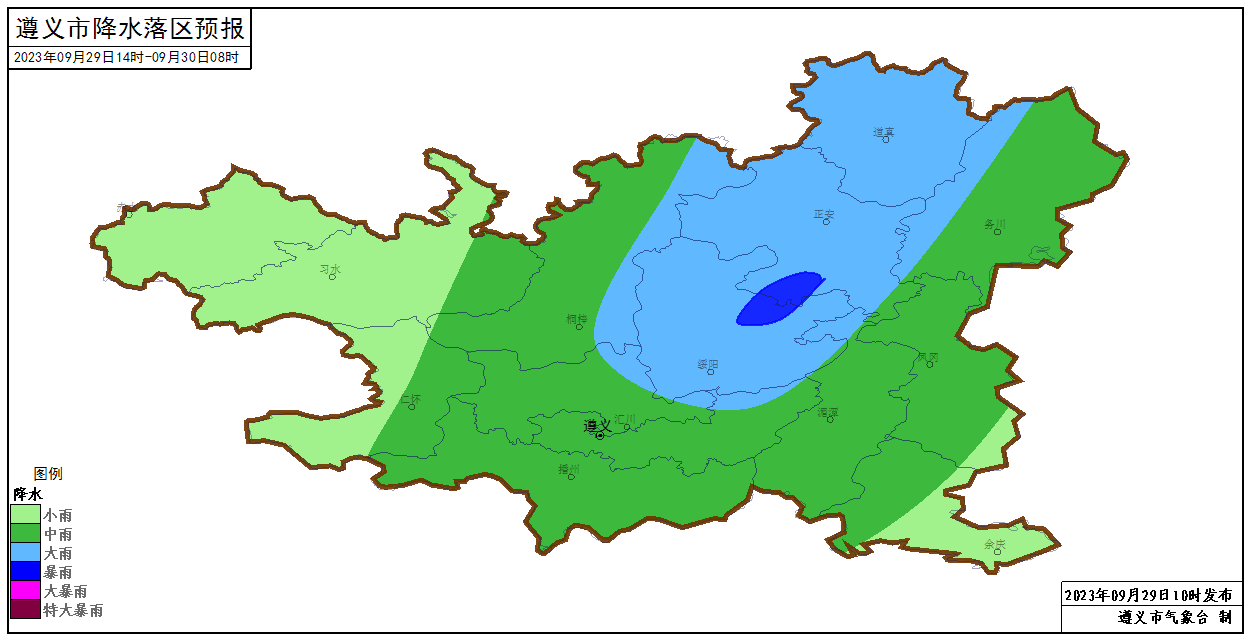 遵义市降水落区预报
2023年09月29日14时-09月30日08时
道真
正安
务川
赤水
习水
桐梓
绥阳
凤冈
仁怀
湄潭
汇川
遵义
播州
余庆
图例
降水
小雨
中雨
大雨
暴雨
大暴雨
特大暴雨
2023年09月29日10时发布
遵义市气象台 制